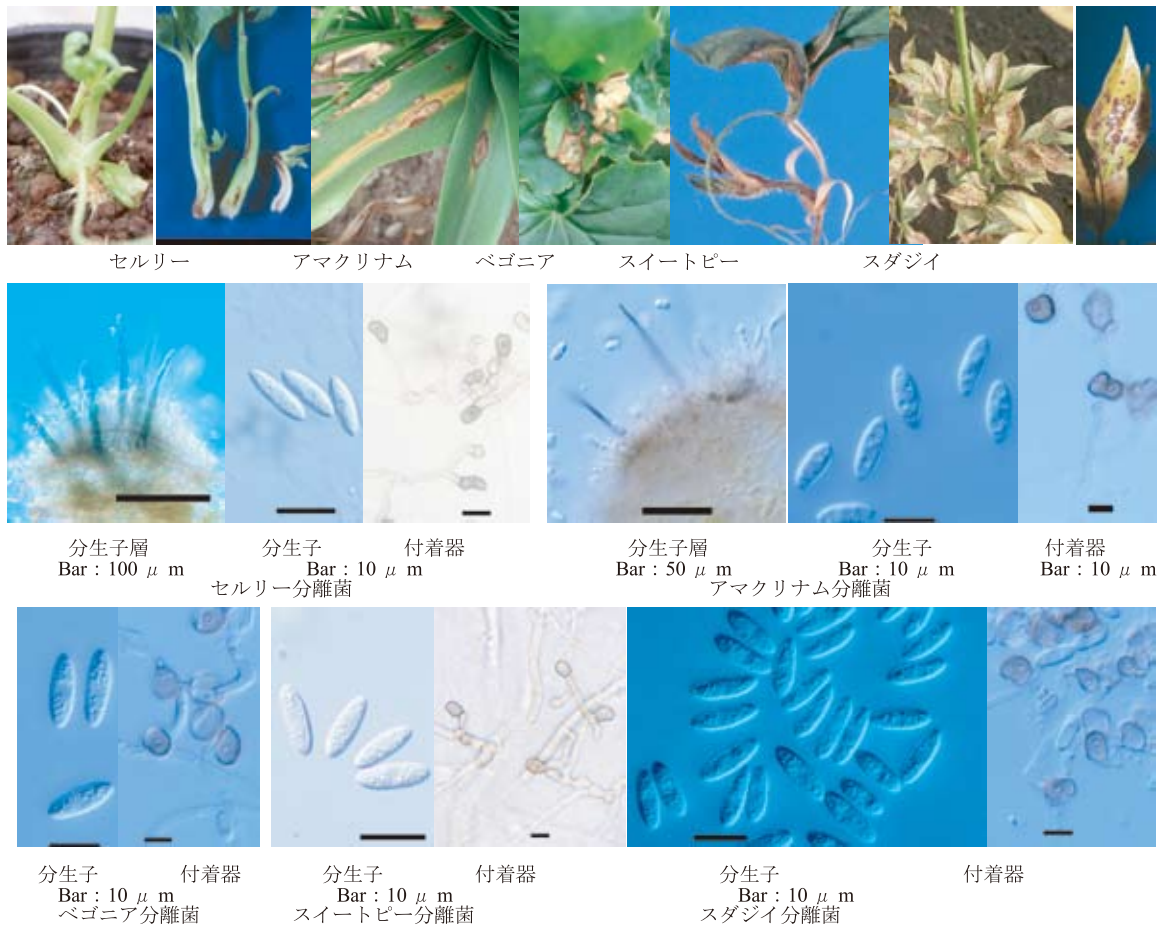 セルリー アマクリナム ベゴニア スイートピー スダジイ
分生子層 分生子 付着器 分生子層 分生子 付着器
Bar : 100 μ m Bar : 10 μ m Bar : 50 μ m Bar : 10 μ m Bar : 10 μ m
セルリー分離菌 アマクリナム分離菌
分生子 付着器 分生子 付着器 分生子 付着器
Bar : 10 μ m Bar : 10 μ m Bar : 10 μ m
ベゴニア分離菌 スイートピー分離菌 スダジイ分離菌